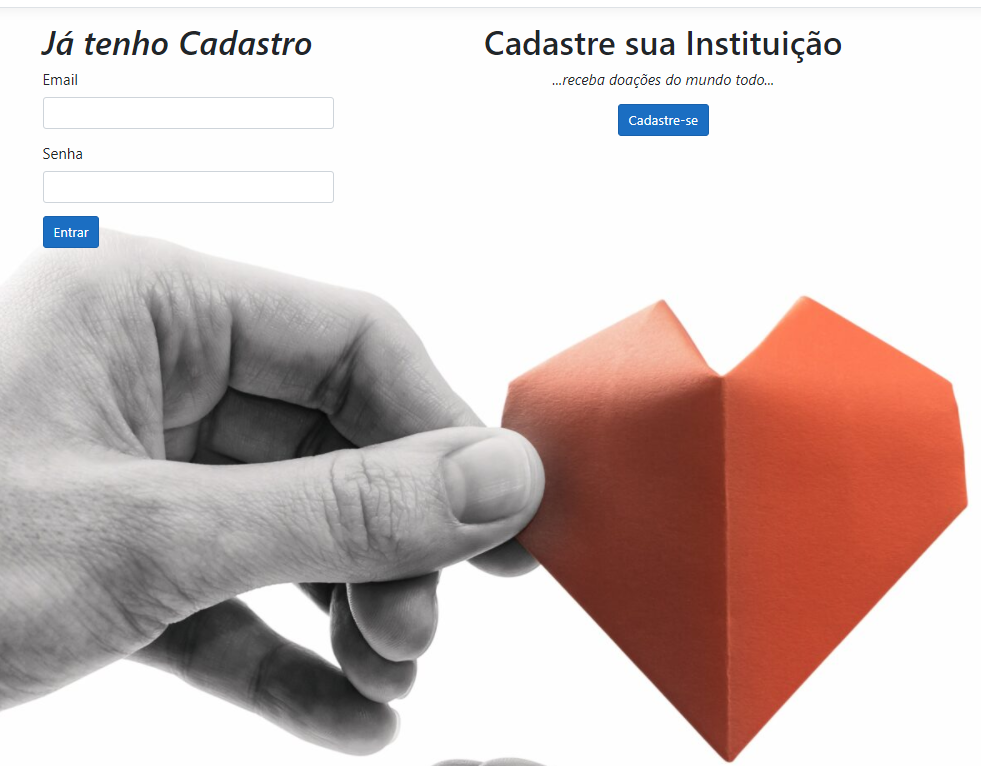 Já tenho Cadastro
Email
Senha
Entrar
Cadastre sua Instituição
...receba doações do mundo todo...
Cadastre-se